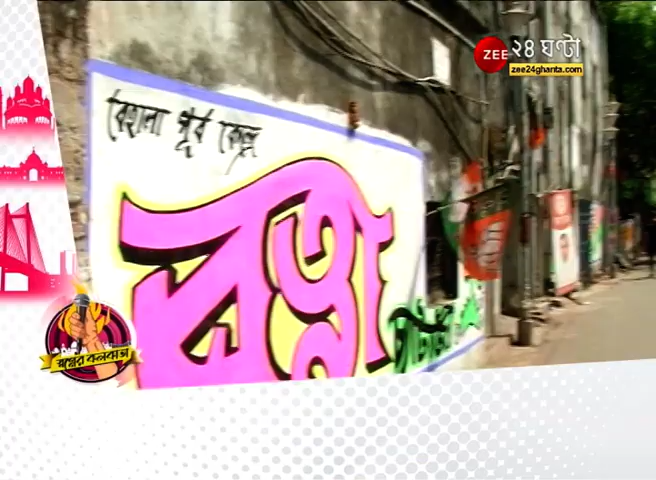 ZEE ২৪ ঘণ্টা
zee24ghanta.com
বেহালা পূর্ব কেন্দ্রে
রত্না
চ্যাটার্জী